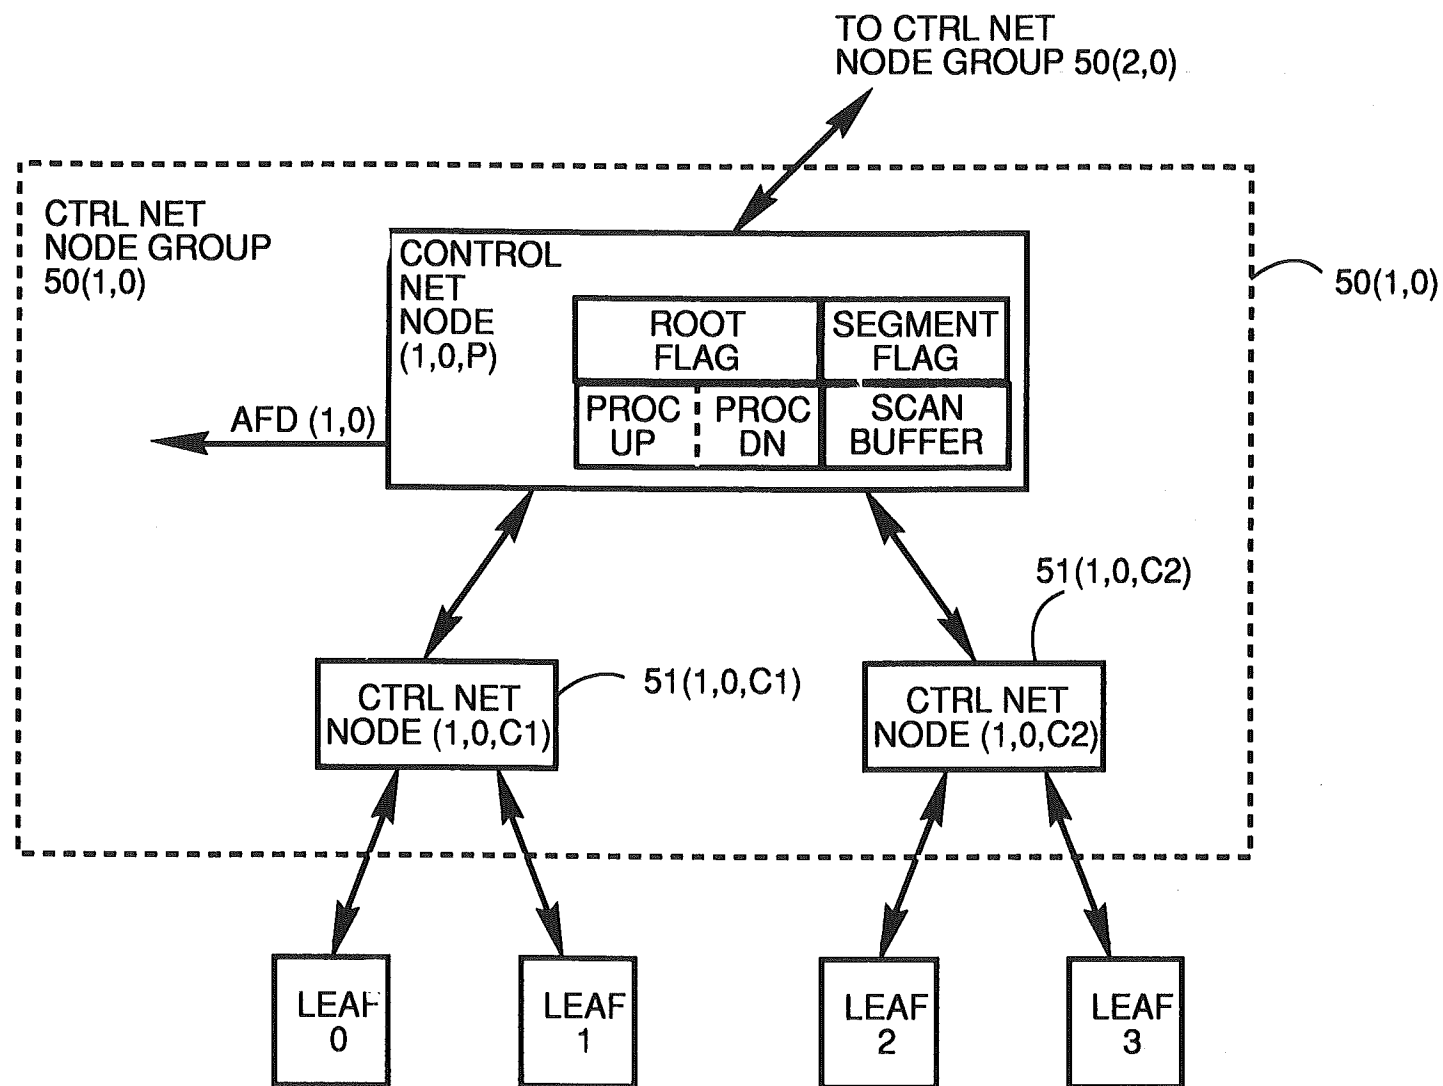 TO CTRL NET
NODE GROUP 50(2,0)
CTRL NET
NODE GROUP
50(1,0)
50(1,0)
CONTROL
NET
NODE
(1,0,P)
ROOT
FLAG
SEGMENT
FLAG
PROC
UP
PROC
DN
SCAN
BUFFER
AFD (1,0)
51(1,0,C2)
51(1,0,C1)
CTRL NET
NODE (1,0,C1)
CTRL NET
NODE (1,0,C2)
LEAF
0
LEAF
1
LEAF
2
LEAF
3